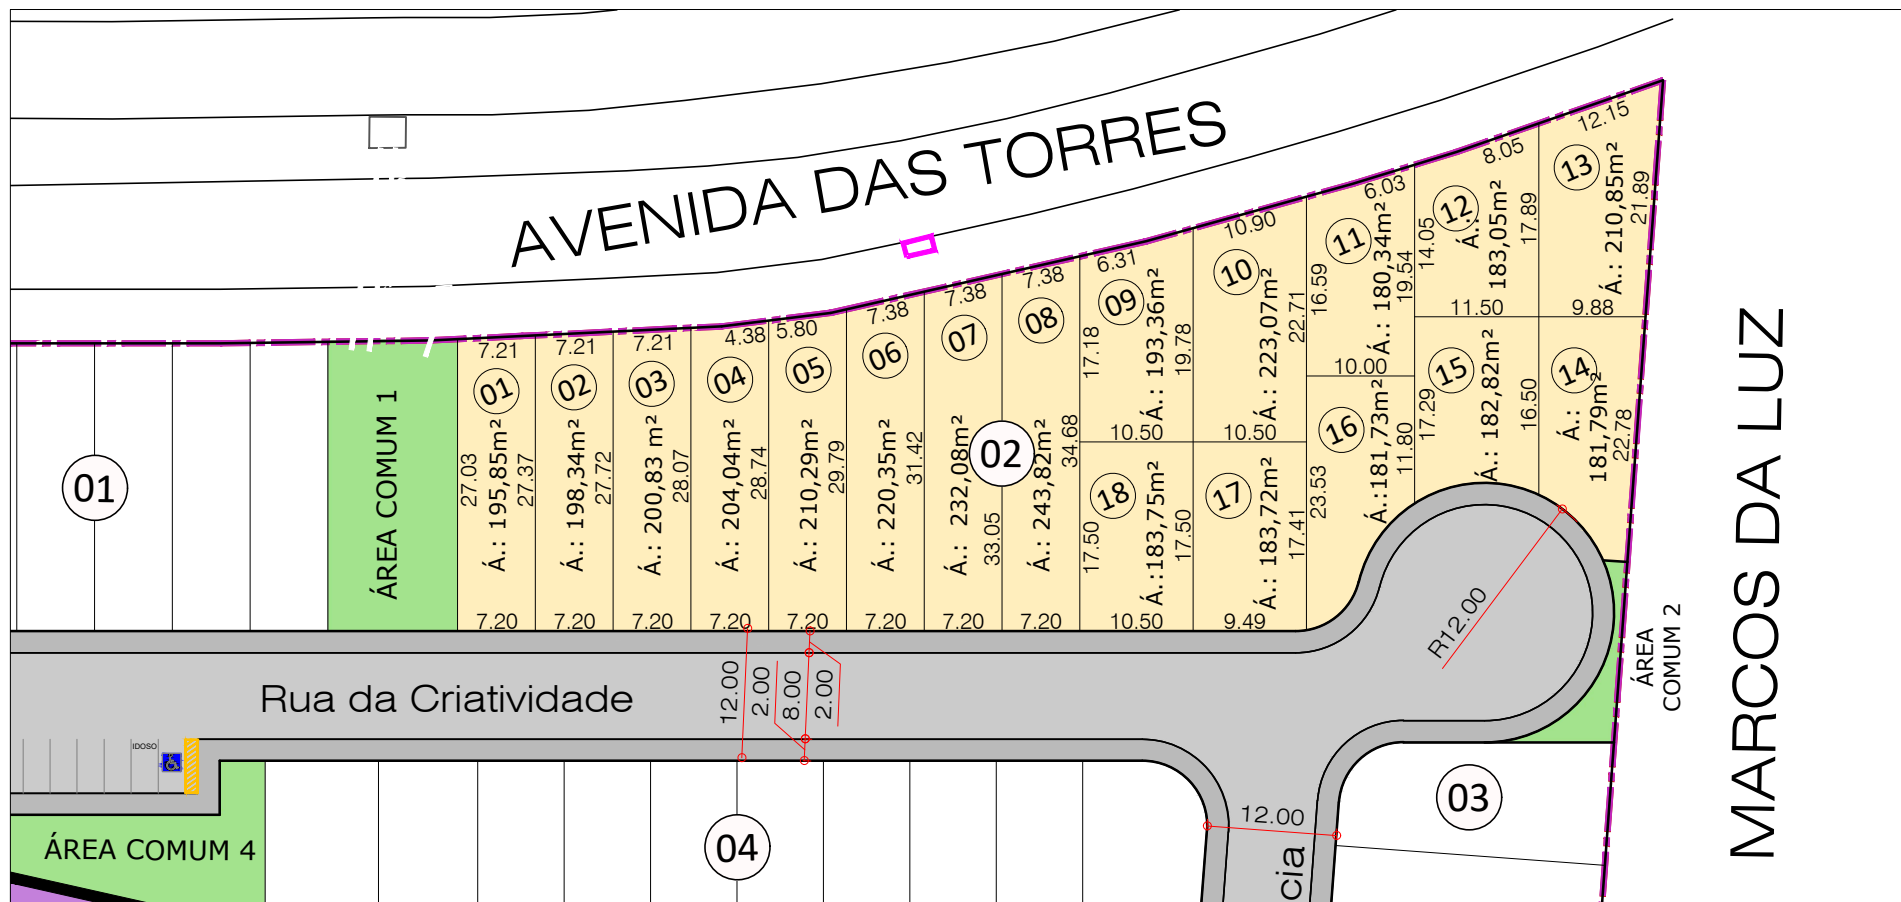 AVENIDA DAS TORRES
MARCOS DA LUZ
Rua da Criatividade
ÁREA COMUM 1
ÁREA
COMUM 2
ÁREA COMUM 4
IDOSO
cia
01
02
03
04
7.21
01
Á.: 195,85m²
27.03
27.37
7.20
7.21
02
Á.: 198,34m²
27.72
7.20
7.21
03
Á.: 200,83 m²
28.07
7.20
4.38
04
Á.: 204,04m²
28.74
7.20
5.80
05
Á.: 210,29m²
29.79
7.20
7.38
06
Á.: 220,35m²
31.42
7.20
7.38
07
Á.: 232,08m²
33.05
7.20
7.38
08
Á.: 243,82m²
34.68
7.20
6.31
09
Á.: 193,36m²
17.18
19.78
10.50
10.90
10
Á.: 223,07m²
22.71
10.50
6.03
11
Á.: 180,34m²
16.59
19.54
10.00
8.05
12
Á.:
183,05m²
14.05
17.89
11.50
12.15
13
Á.: 210,85m²
21.89
9.88
14
Á.:
181,79m²
22.78
15
Á.: 182,82m²
17.29
16.50
16
Á.:181,73m²
23.53
11.80
17
Á.: 183,72m²
17.41
9.49
18
Á.:183,75m²
17.50
17.50
10.50
12.00
2.00
8.00
2.00
R12.00
12.00